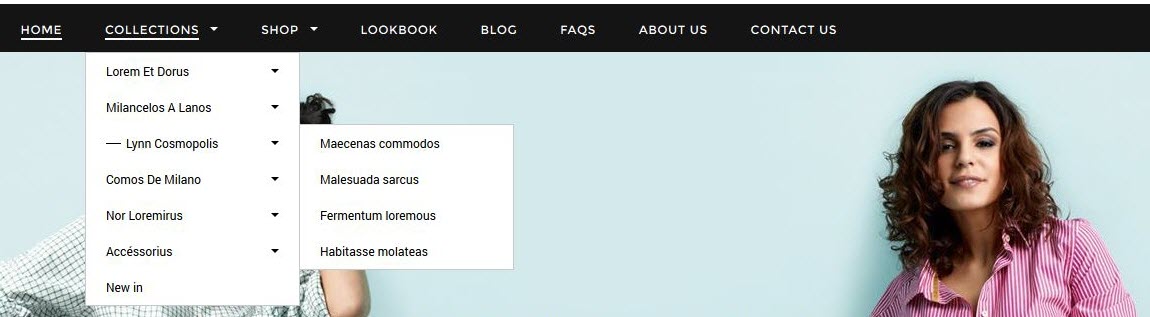 HOME COLLECTIONS SHOP LOOKBOOK BLOG FAQS ABOUT US CONTACT US
Lorem Et Dorus
Milancelos A Lanos
Lynn Cosmopolis
Comos De Milano
Nor Loremirus
Accéssorius
New in
Maecenas commodos
Malesuada sarcus
Fermentum loremous
Habitasse molateas